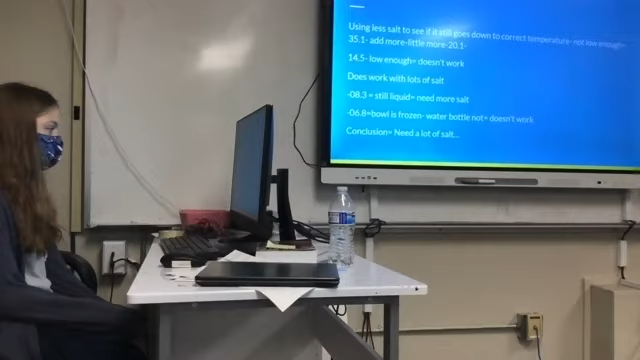 Using less salt to see if it still goes down to correct temperature- not low enough=
35.1- add more-little more-20.1-
14.5- low enough= doesn't work
Does work with lots of salt
-08.3 = still liquid= need more salt
-06.8=bowl is frozen- water bottle not= doesn't work
Conclusion= Need a lot of salt...